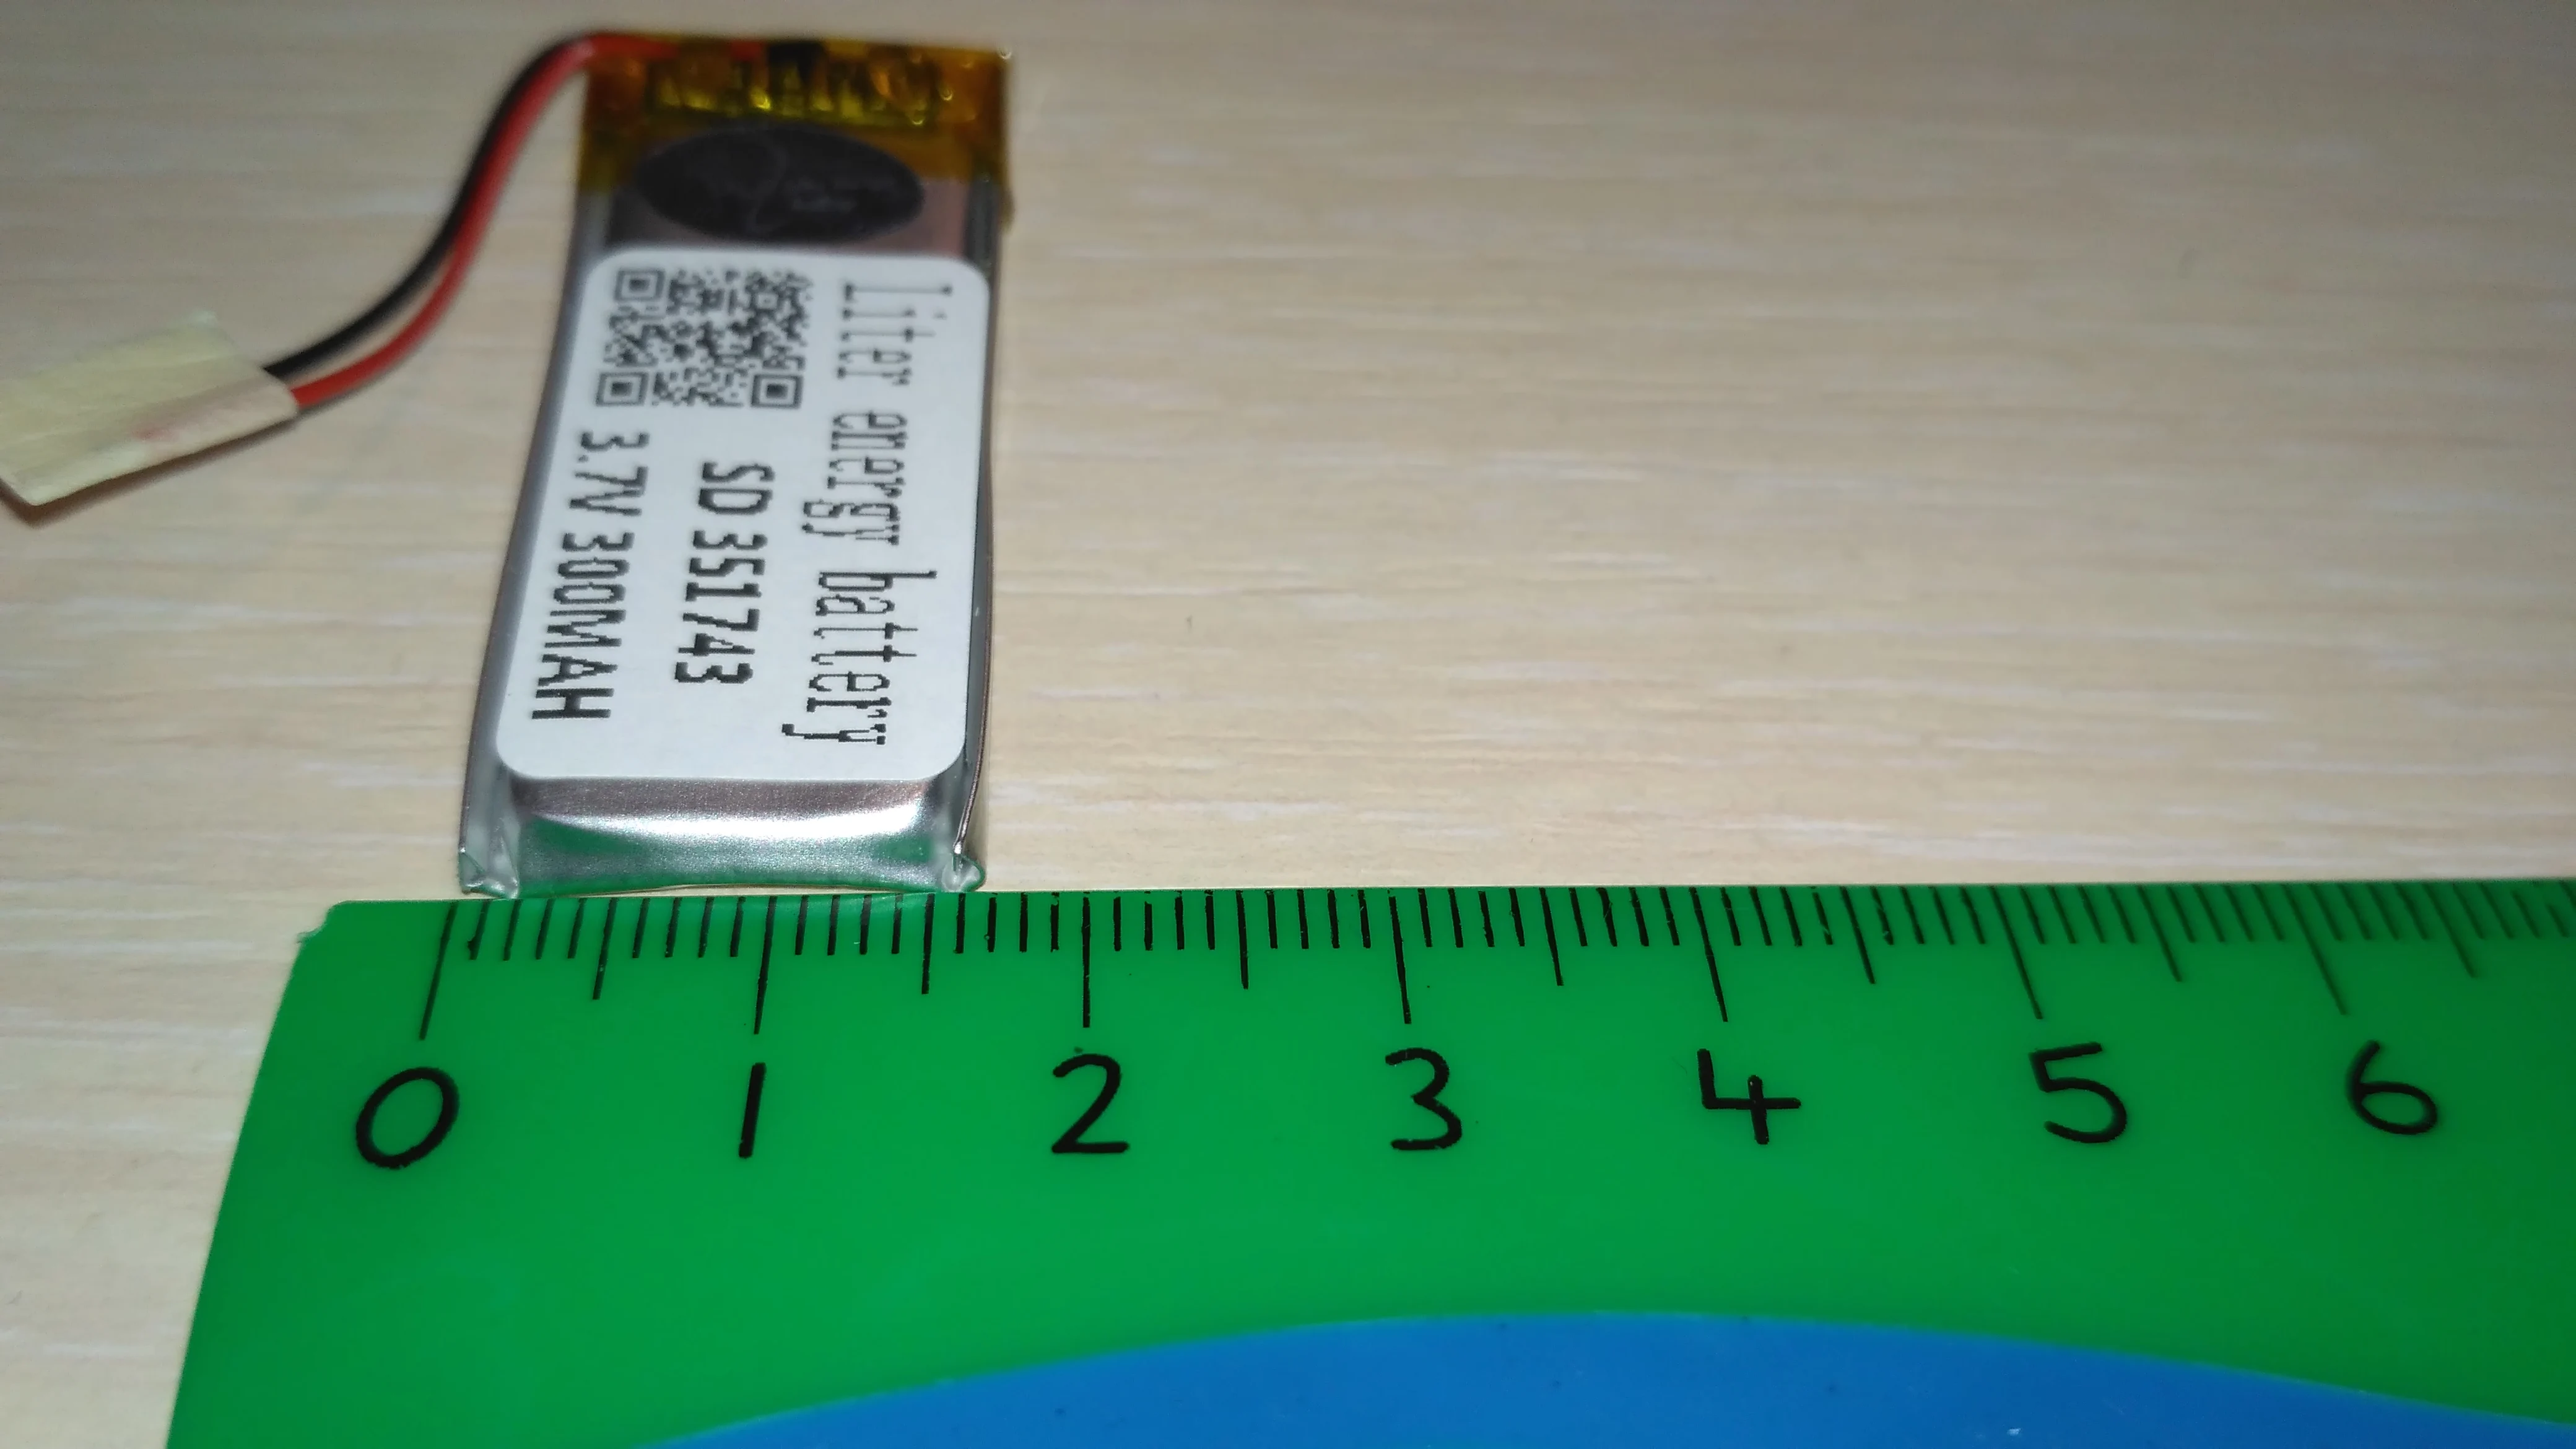 Liter energy battery
SD 351743
3.7V 300MAH
0 1 2 3 4 5 6